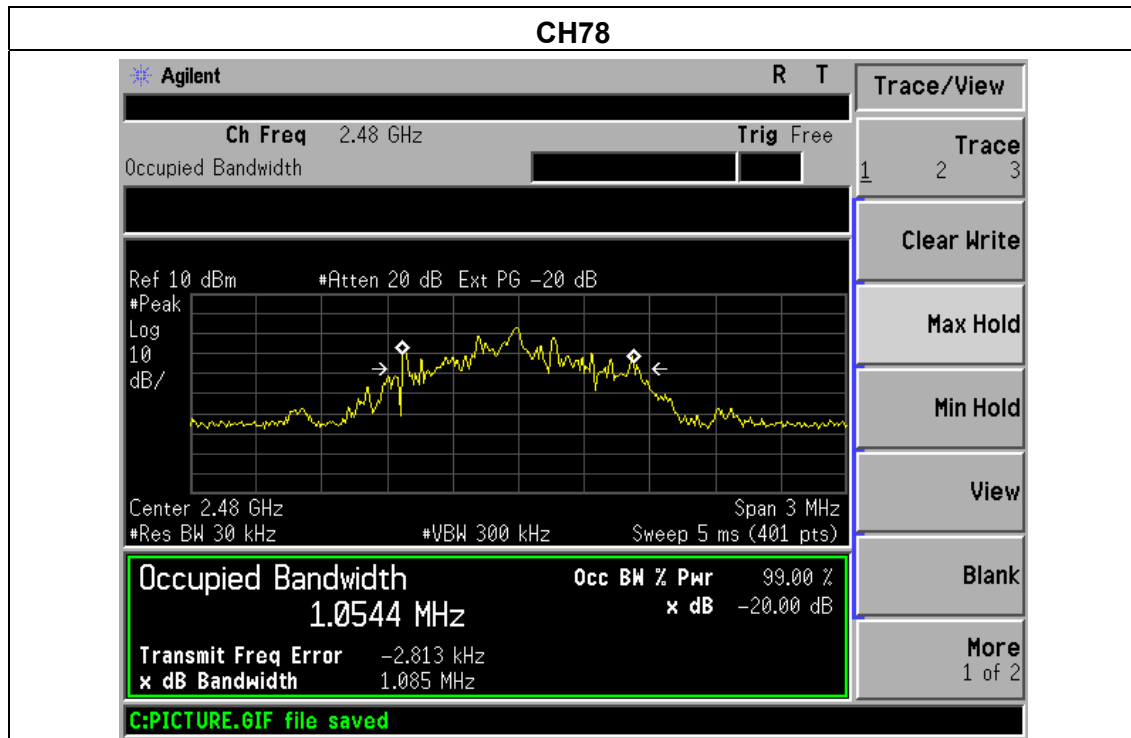 CH78
Agilent R T
Trace/View
Ch Freq 2.48 GHz Trig Free
Occupied Bandwidth
Trace
1 2 3
Clear Write
Ref 10 dBm #Atten 20 dB Ext PG −20 dB
#Peak
Log
10
dB/
Max Hold
Min Hold
View
Center 2.48 GHz Span 3 MHz
#Res BW 30 kHz #VBW 300 kHz Sweep 5 ms (401 pts)
Occupied Bandwidth Occ BW % Pwr 99.00 %
1.0544 MHz x dB −20.00 dB
Blank
Transmit Freq Error −2.813 kHz
x dB Bandwidth 1.085 MHz
More
1 of 2
C:PICTURE.GIF file saved